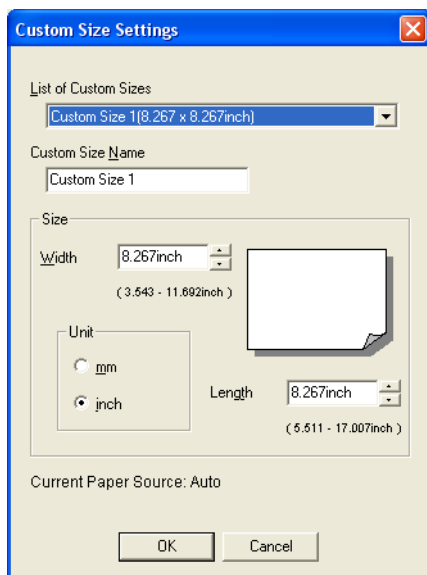 Custom Size Settings
List of Custom Sizes
Custom Size 1(8.267 x 8.267inch)
Custom Size Name
Custom Size 1
Size
Width
8.267inch
( 3.543 - 11.692inch )
Unit
mm
inch
Length
8.267inch
( 5.511 - 17.007inch )
Current Paper Source: Auto
OK
Cancel